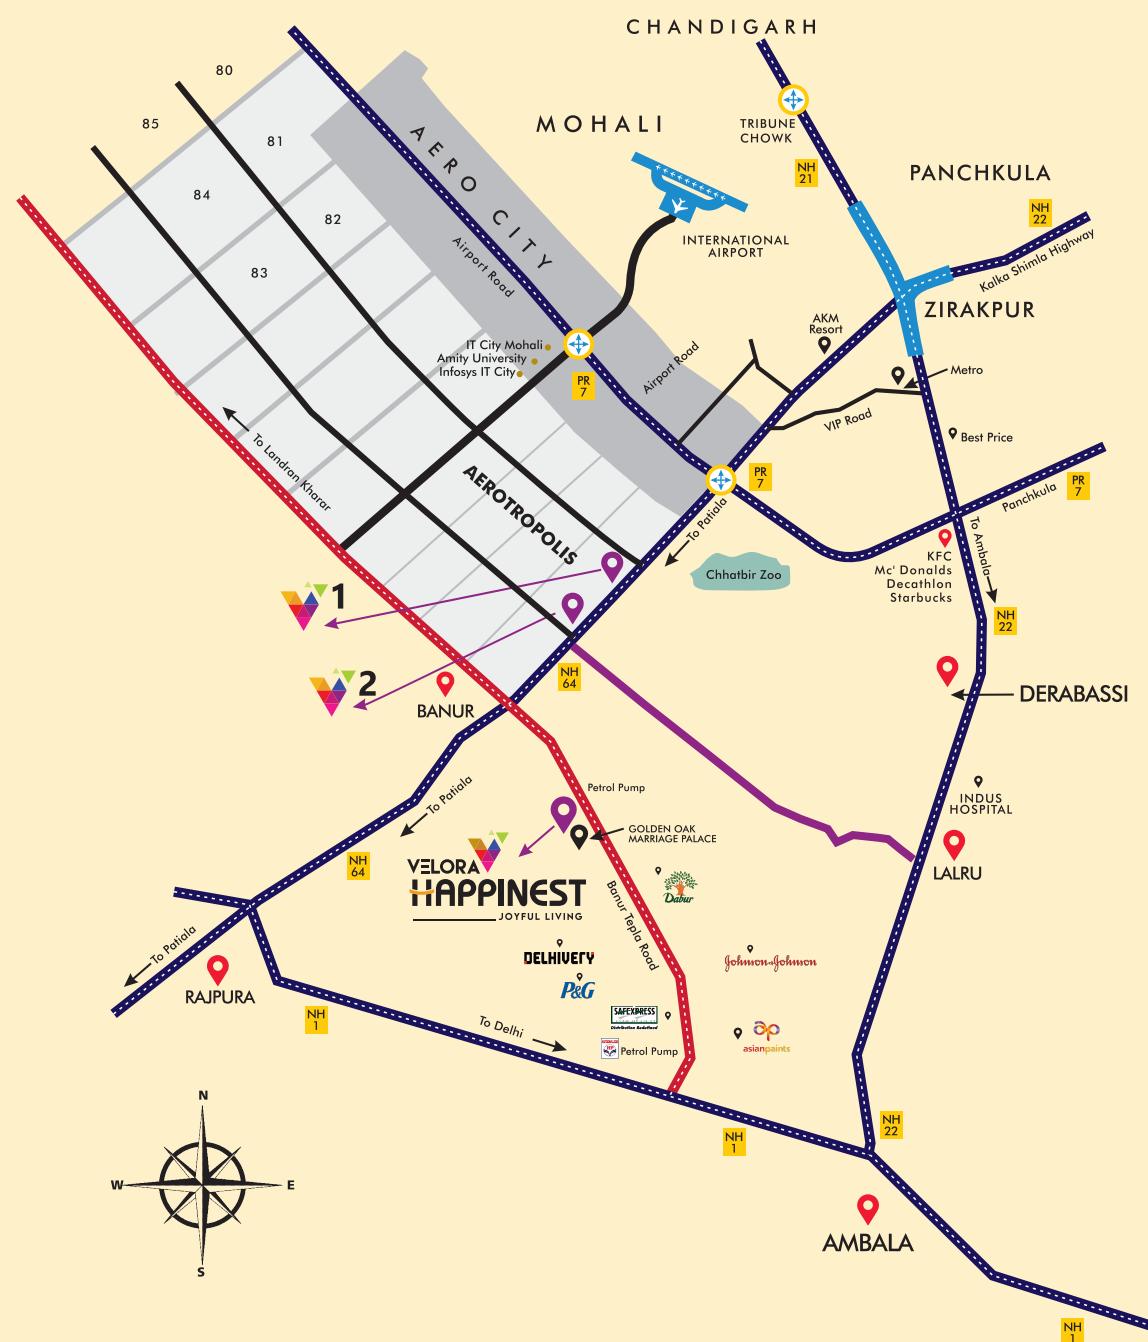 CHANDIGARH
80
MOHALI
85
TRIBUNE
CHOWK
81
NH
21
PANCHKULA
84
AERO CITY
NH
22
82
INTERNATIONAL
AIRPORT
Kalka Shimla Highway
Airport Road
83
ZIRAKPUR
AKM
Resort
IT City Mohali
Amity University
Infosys IT City
Airport Road
PR
7
Metro
VIP Road
To Landran Kharar
Best Price
AEROTROPOLIS
PR
7
PR
7
Panchkula
To Patiala
To Ambala
KFC
Mc' Donalds
Decathlon
Starbucks
Chhatbir Zoo
1
NH
22
NH
64
2
BANUR
DERABASSI
To Patiala
Petrol Pump
INDUS
HOSPITAL
GOLDEN OAK
MARRIAGE PALACE
NH
64
VELORA
HAPPINEST
JOYFUL LIVING
LALRU
Dabur
Banur Tepla Road
To Patiala
DELHIVERY
Johnson&Johnson
P&G
RAJPURA
NH
1
SAFEXPRESS
Distribution Redefined
To Delhi
HP
Petrol Pump
ap
asianpaints
N
W
E
S
NH
1
NH
22
AMBALA
NH
1